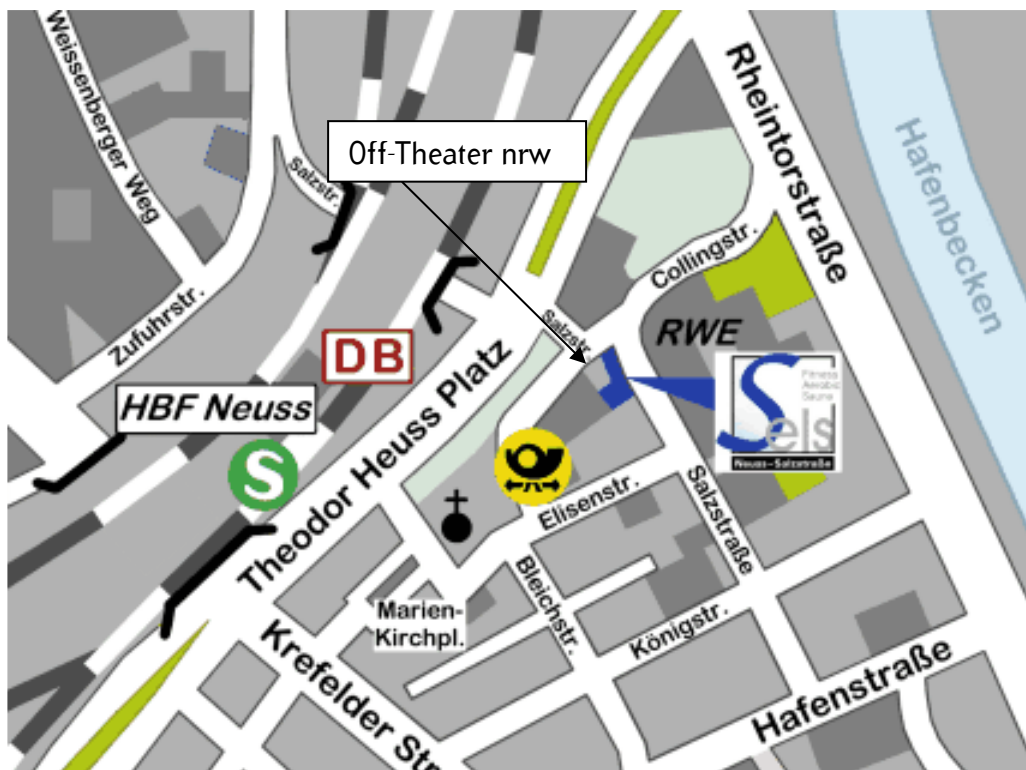 Weissenberger Weg
Salzstr.
Off-Theater nrw
Rheintorstraße
Hafenbecken
Zufuhrstr.
Collingstr.
Salzstr.
RWE
DB
HBF Neuss
S
Theodor Heuss Platz
Fitness
Aerobic
Sauna
Sels
Neuss-Salzstraße
Elisenstr.
Salzstraße
Bleichstr.
Marien-
Kirchpl.
Königstr.
Krefelder Str.
Hafenstraße